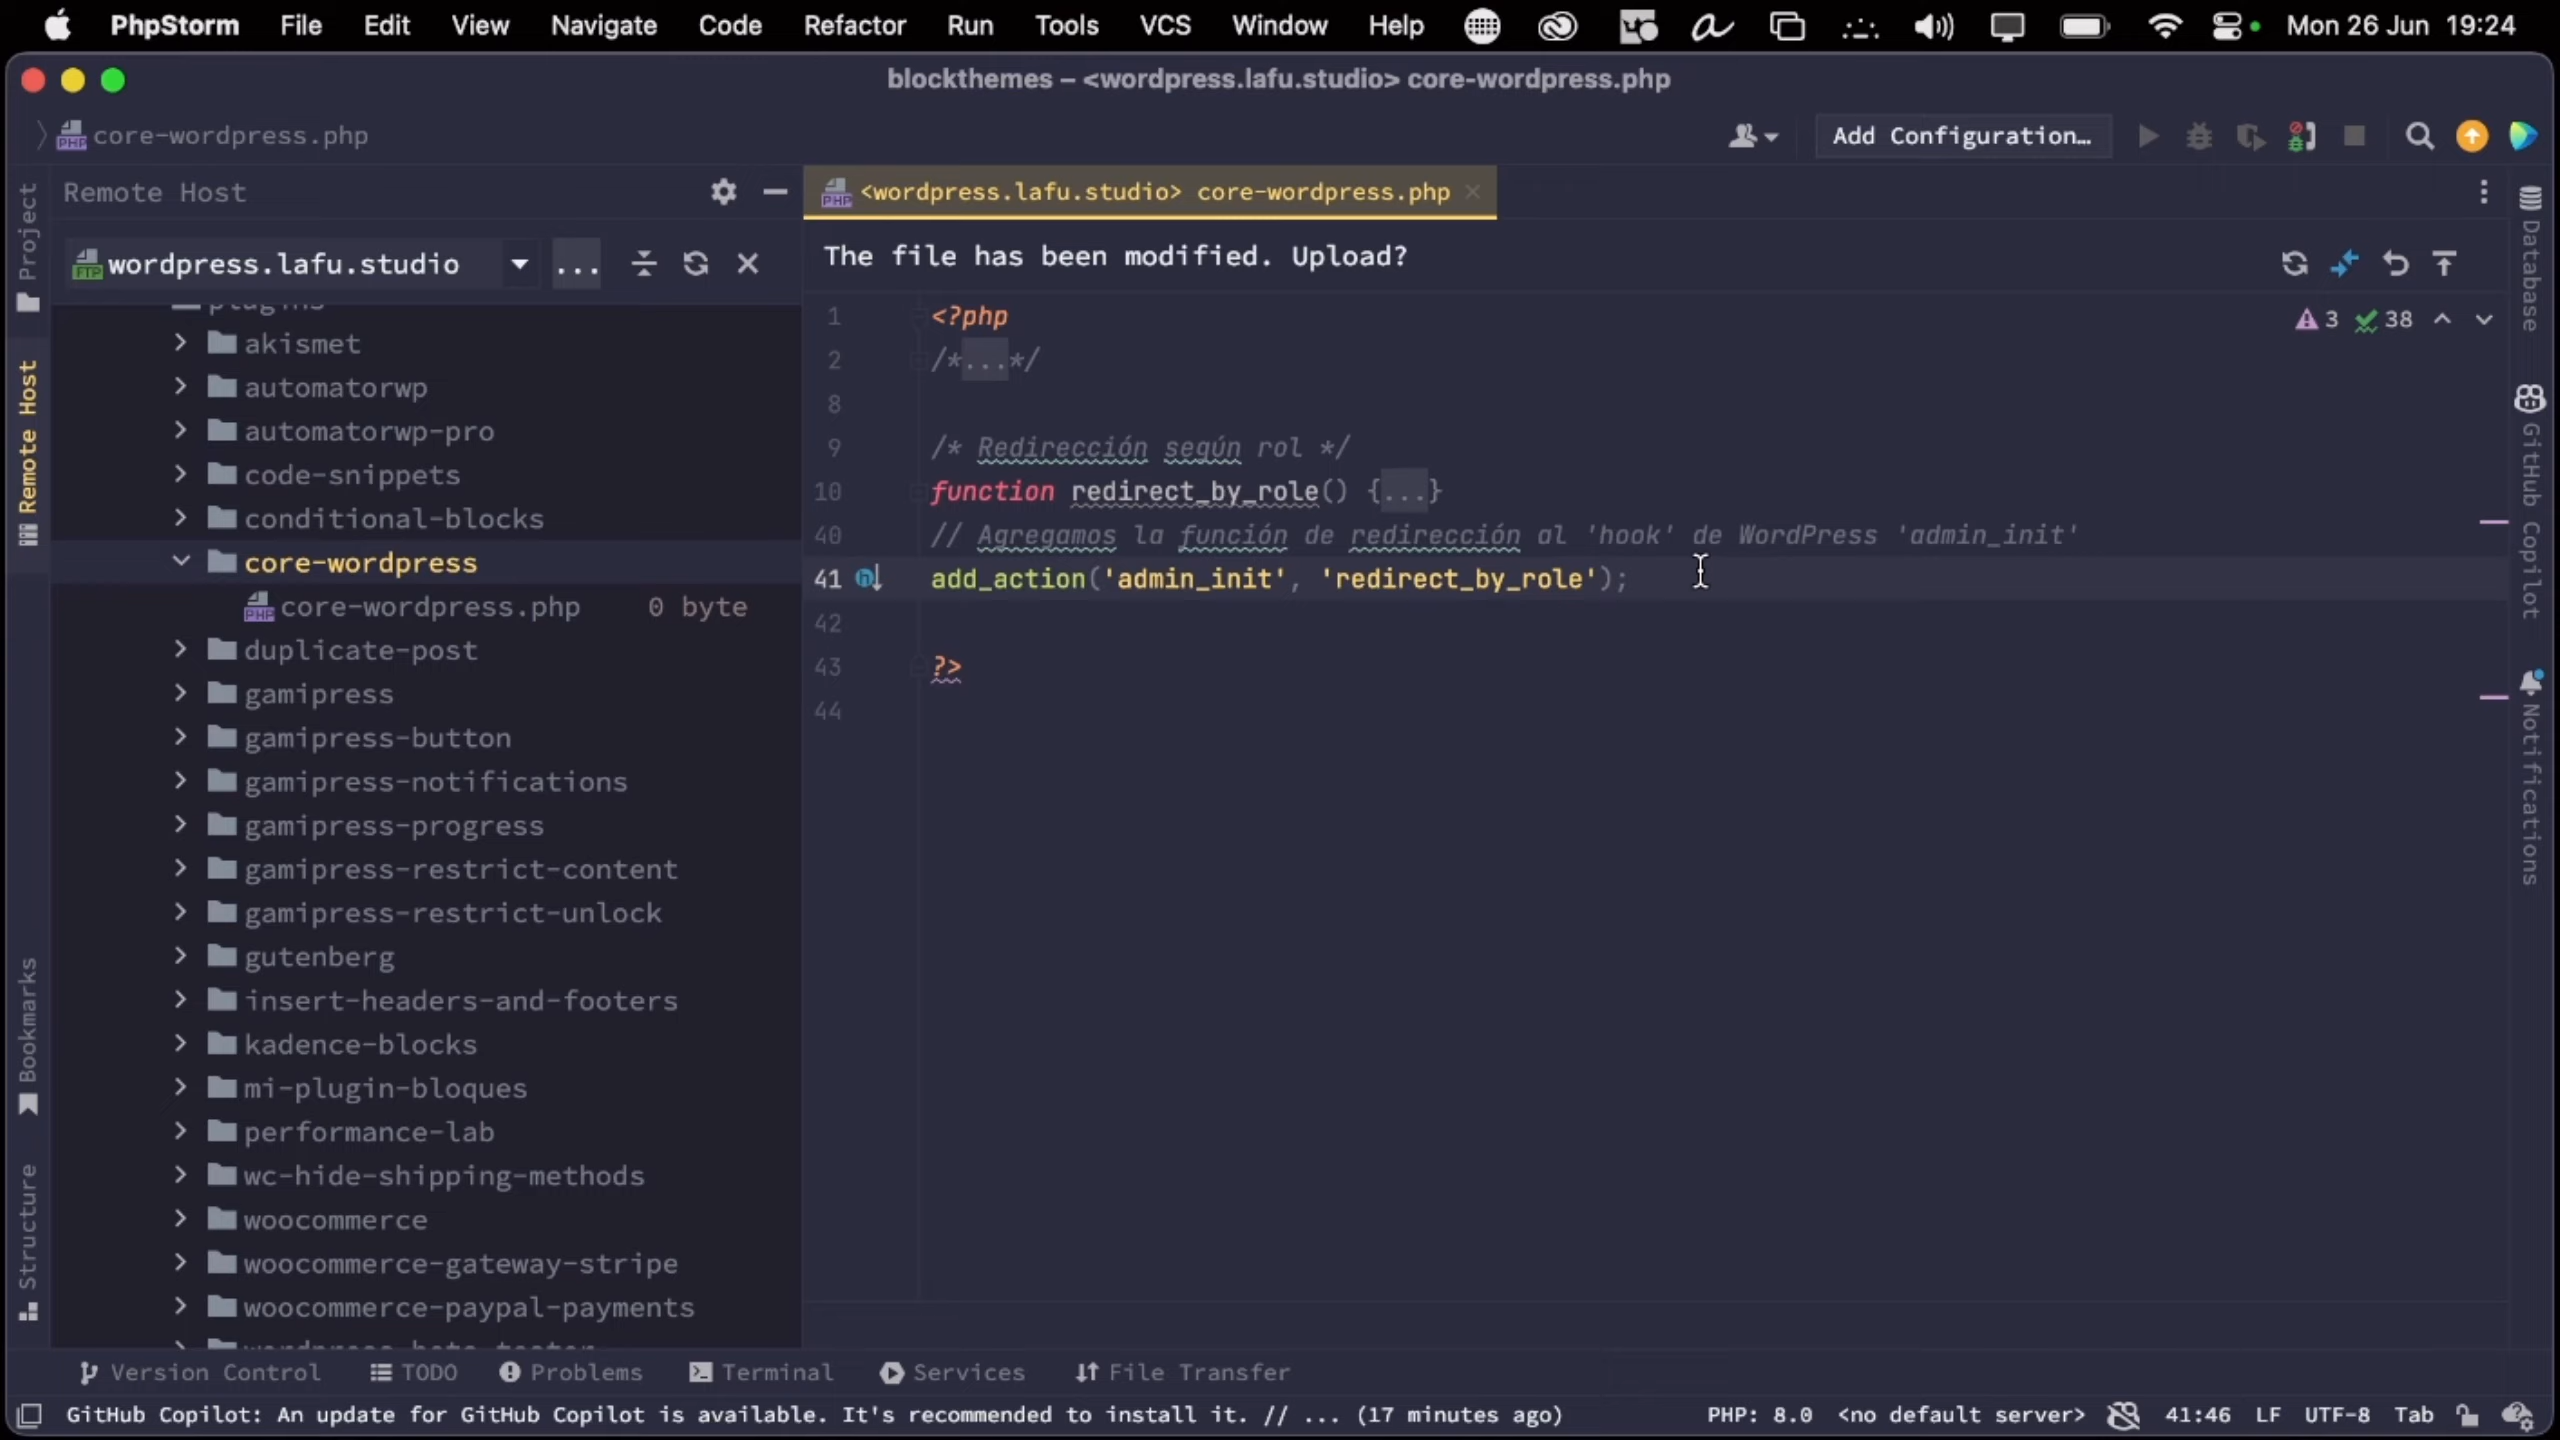 PhpStorm File Edit View Navigate Code Refactor Run Tools VCS Window Help Mon 26 Jun 19:24
blockthemes – <wordpress.lafu.studio> core-wordpress.php
core-wordpress.php
Add Configuration…
Remote Host
<wordpress.lafu.studio> core-wordpress.php
wordpress.lafu.studio
...
The file has been modified. Upload?
plugins
akismet
automatorwp
automatorwp-pro
code-snippets
conditional-blocks
core-wordpress
core-wordpress.php 0 byte
duplicate-post
gamipress
gamipress-button
gamipress-notifications
gamipress-progress
gamipress-restrict-content
gamipress-restrict-unlock
gutenberg
insert-headers-and-footers
kadence-blocks
mi-plugin-bloques
performance-lab
wc-hide-shipping-methods
woocommerce
woocommerce-gateway-stripe
woocommerce-paypal-payments
1 <?php
2 /*...*/
8
9 /* Redirección según rol */
10 function redirect_by_role() {...}
40 // Agregamos la función de redirección al 'hook' de WordPress 'admin_init'
41 add_action('admin_init', 'redirect_by_role');
42
43 ?>
44
3 38
Project
Remote Host
Bookmarks
Structure
Database
GitHub Copilot
Notifications
Version Control TODO Problems Terminal Services File Transfer
GitHub Copilot: An update for GitHub Copilot is available. It's recommended to install it. // ... (17 minutes ago) PHP: 8.0 <no default server> 41:46 LF UTF-8 Tab